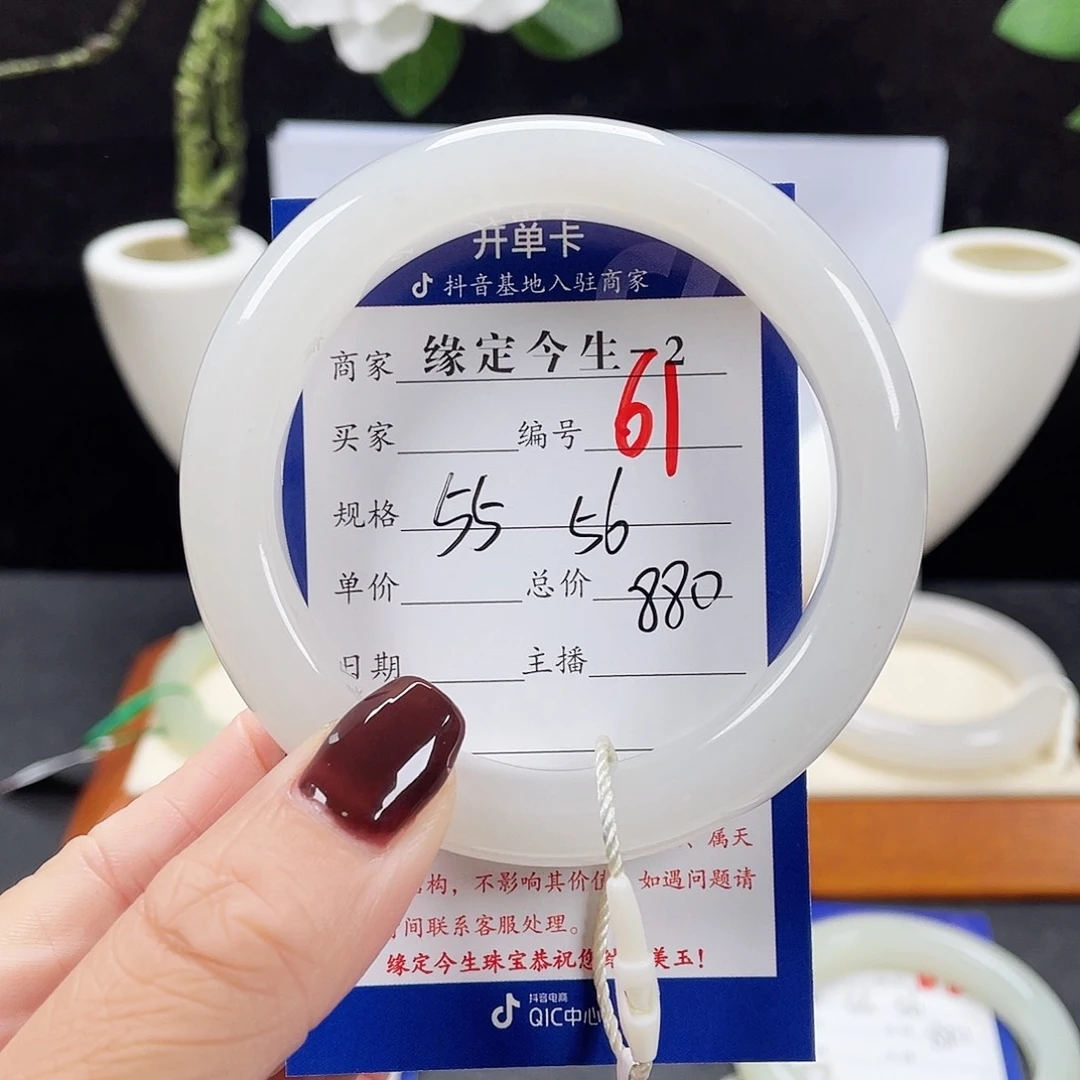 开单卡
抖音基地入驻商家
商家 缘定今生-2
买家 编号 61
规格 55 56
单价 总价 880
日期 主播
、属天
构，不影响其价值 如遇问题请
间联系客服处理。
缘定今生珠宝恭祝您 美玉！
抖音电商
QIC中心